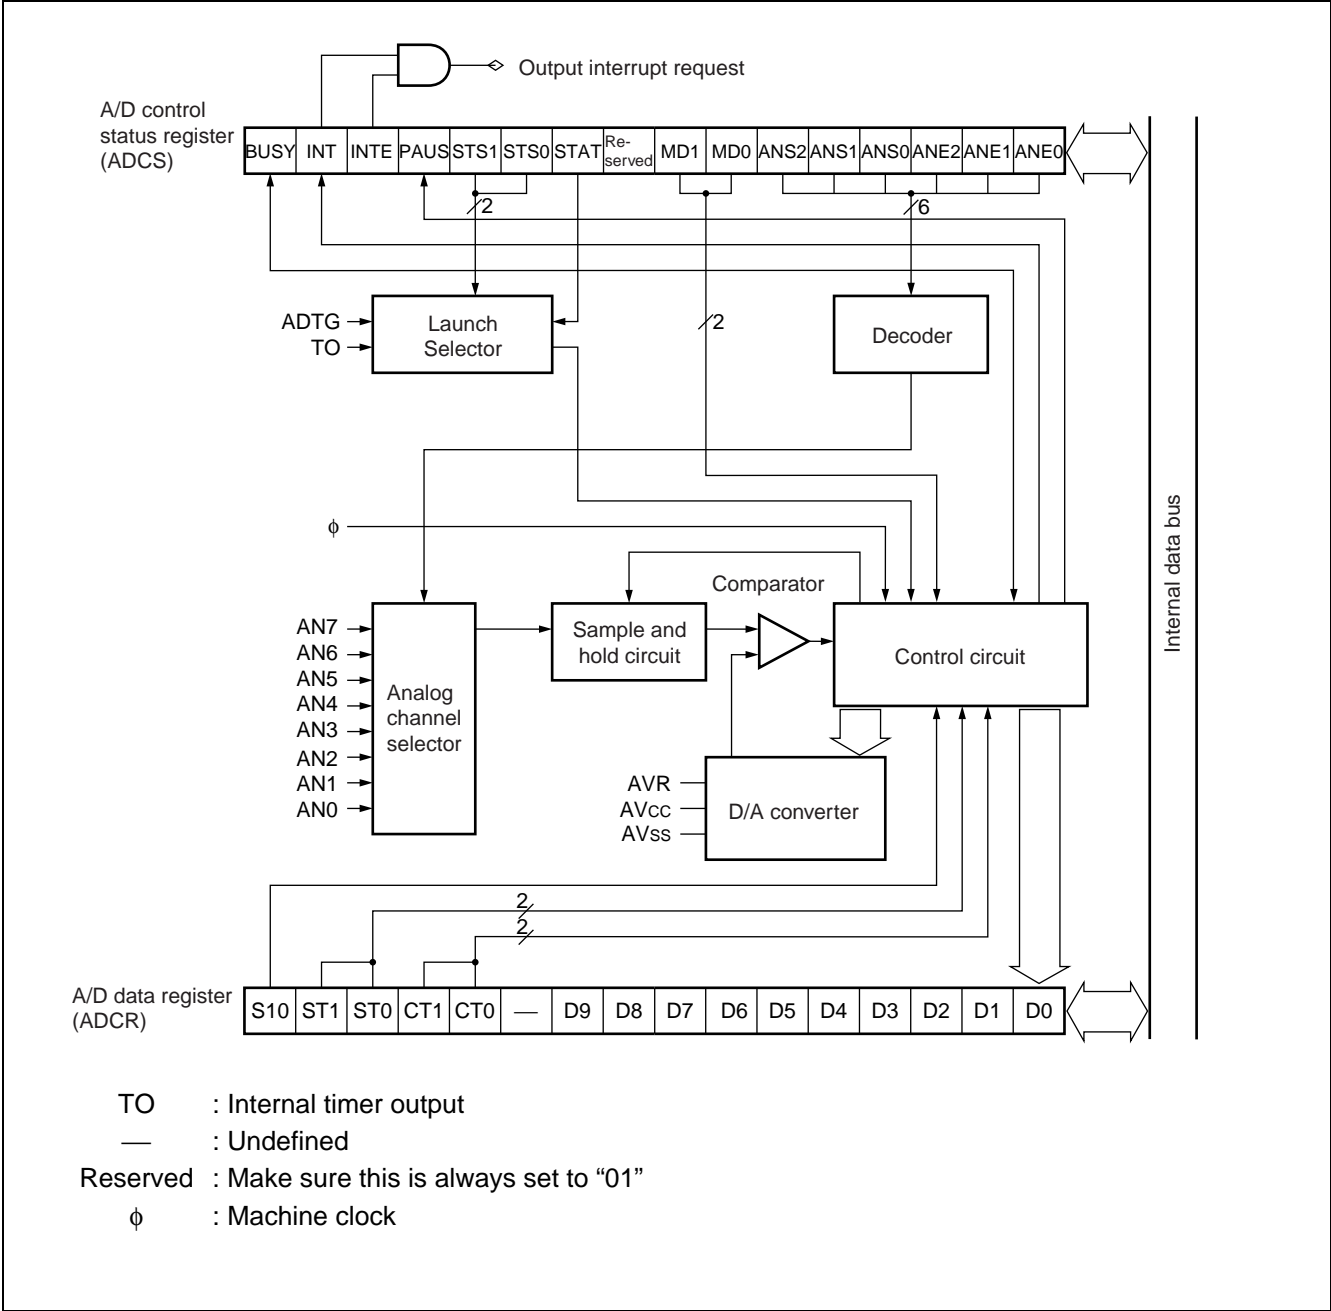 Output interrupt request
A/D control
status register
(ADCS)
BUSY INT INTE PAUS STS1 STS0 STAT Re-
served MD1 MD0 ANS2 ANS1 ANS0 ANE2 ANE1 ANE0
2
6
ADTG
TO
Launch
Selector
2
Decoder
Internal data bus
ϕ
Comparator
AN7
AN6
AN5
AN4
AN3
AN2
AN1
AN0
Analog
channel
selector
Sample and
hold circuit
Control circuit
AVR
AVCC
AVSS
D/A converter
2
2
A/D data register
(ADCR)
S10 ST1 ST0 CT1 CT0 — D9 D8 D7 D6 D5 D4 D3 D2 D1 D0
TO : Internal timer output
— : Undefined
Reserved : Make sure this is always set to “01”
ϕ : Machine clock